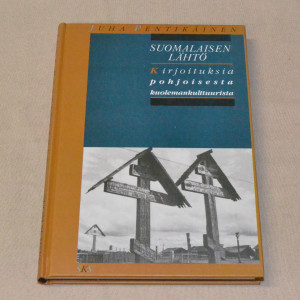 JUHA PENTIKÄINEN
SUOMALAISEN
LÄHTÖ
Kirjoituksia
pohjoisesta
kuolemankulttuurista